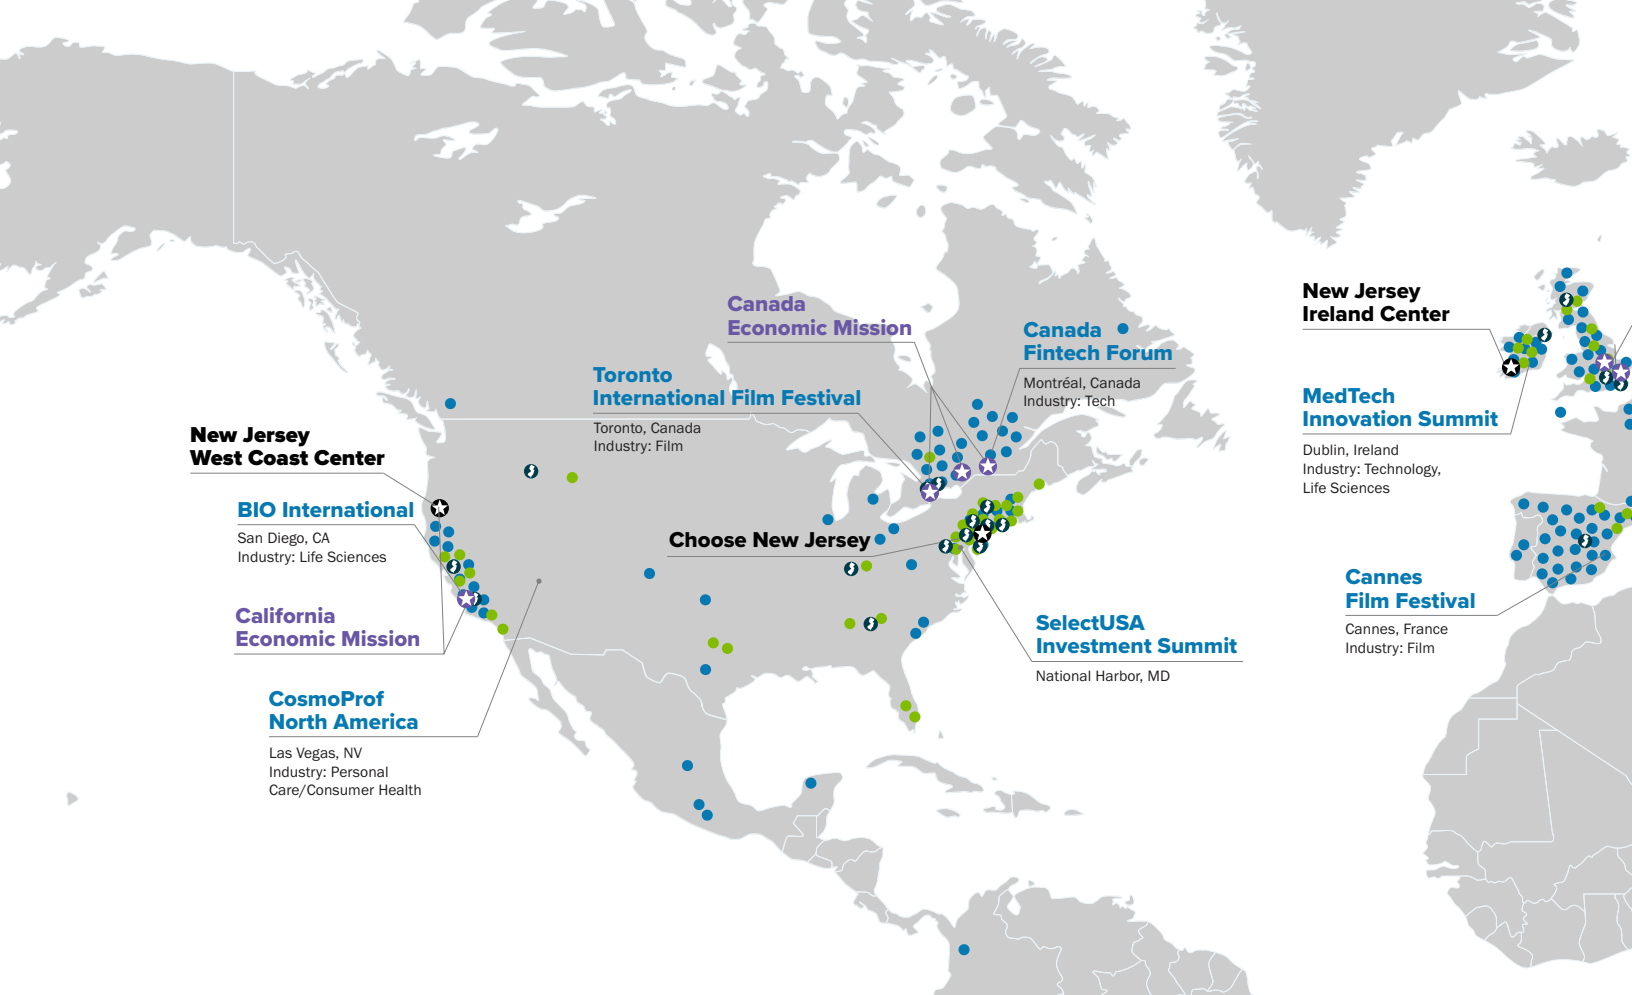 Canada
Economic Mission
Canada
Fintech Forum
Montréal, Canada
Industry: Tech
Toronto
International Film Festival
Toronto, Canada
Industry: Film
New Jersey
West Coast Center
BIO International
San Diego, CA
Industry: Life Sciences
California
Economic Mission
CosmoProf
North America
Las Vegas, NV
Industry: Personal
Care/Consumer Health
Choose New Jersey
SelectUSA
Investment Summit
National Harbor, MD
New Jersey
Ireland Center
MedTech
Innovation Summit
Dublin, Ireland
Industry: Technology,
Life Sciences
Cannes
Film Festival
Cannes, France
Industry: Film